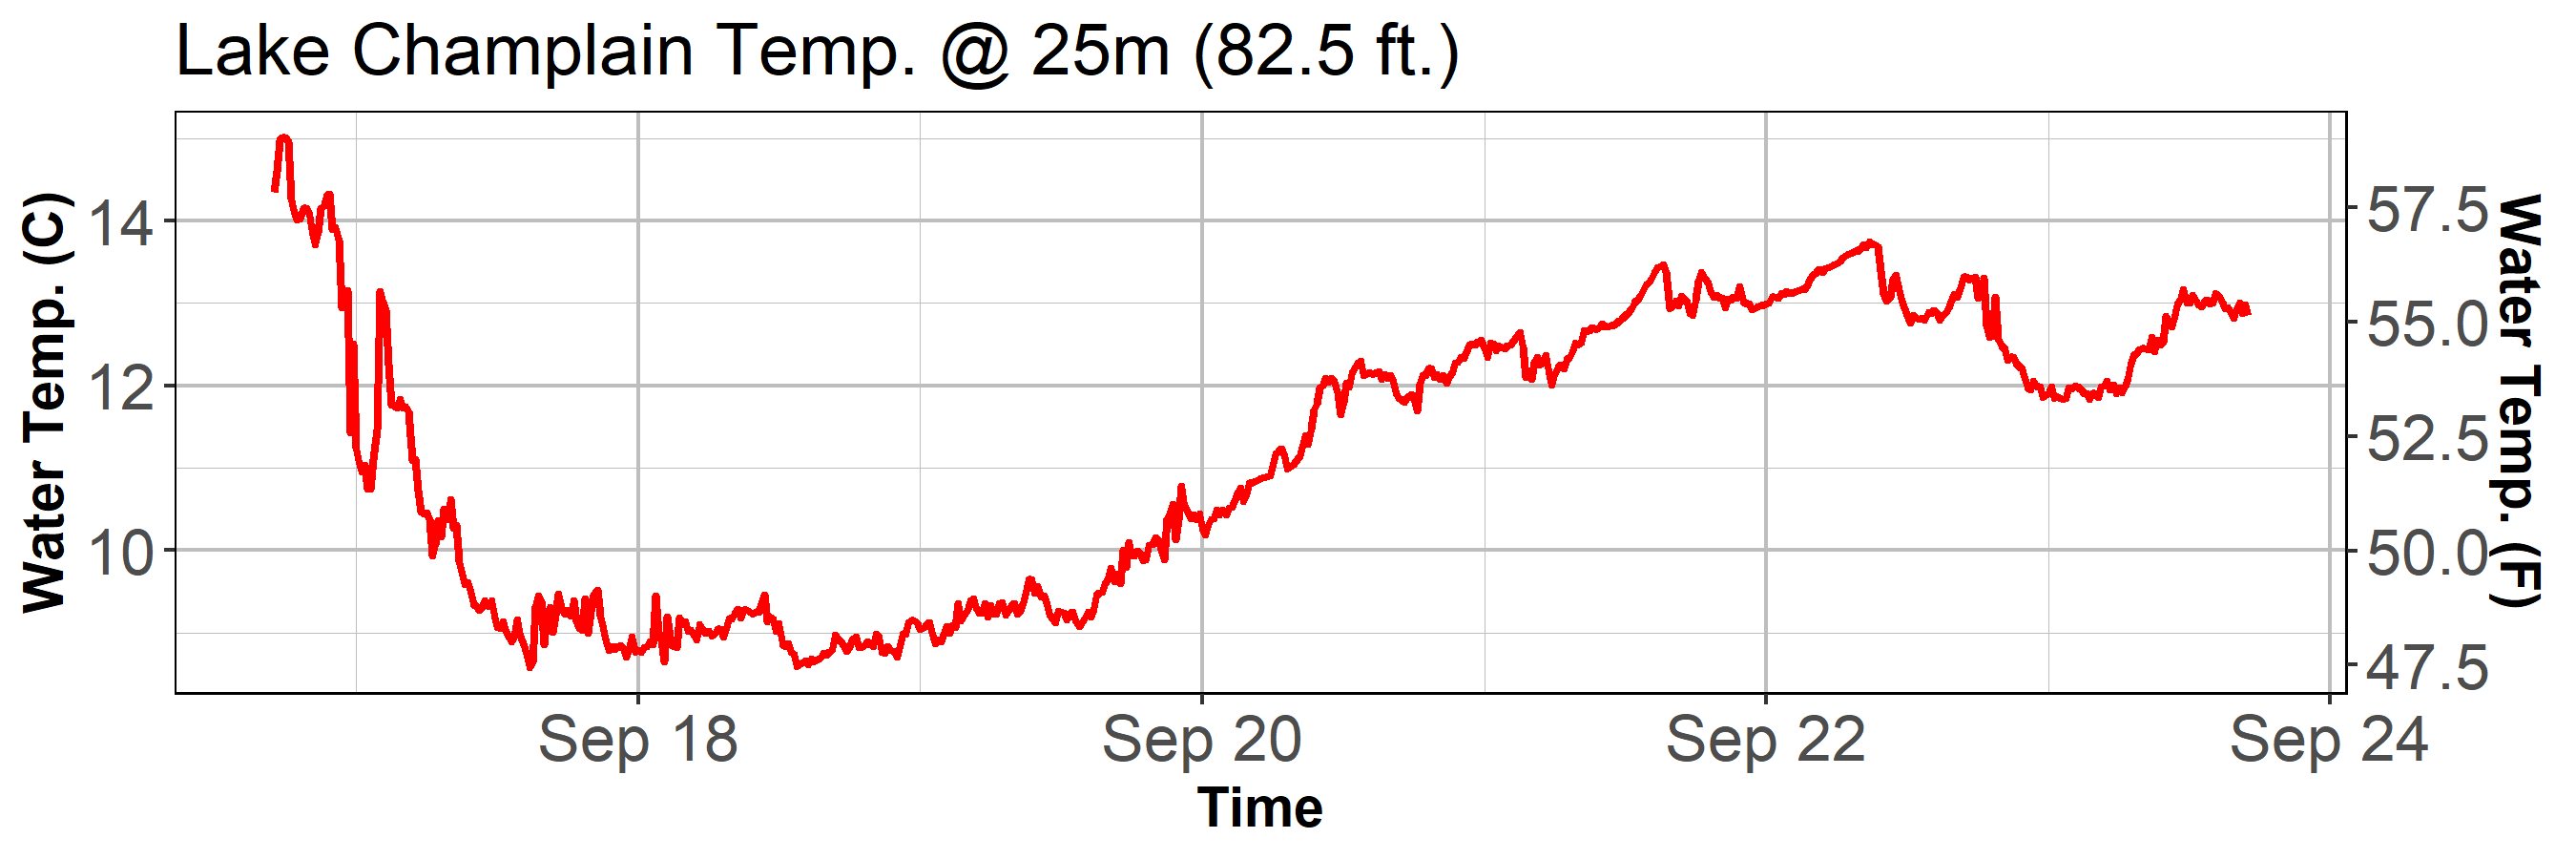 Lake Champlain Temp. @ 25m (82.5 ft.)
Water Temp. (C)
14
12
10
57.5
55.0
52.5
50.0
47.5
Water Temp. (F)
Sep 18 Sep 20 Sep 22 Sep 24
Time